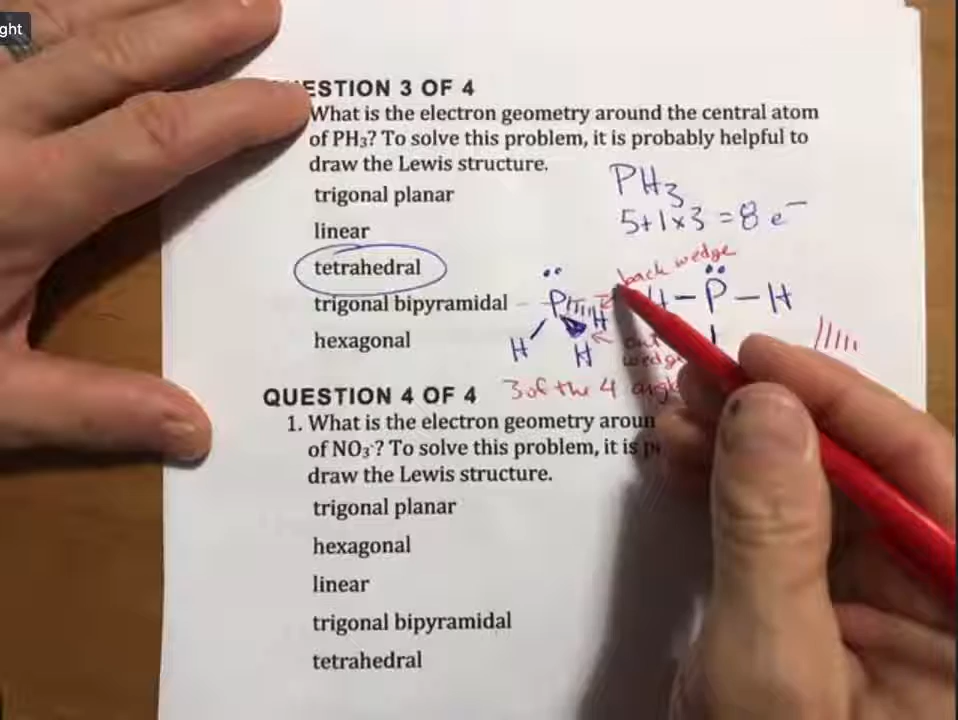 ght
ESTION 3 OF 4
What is the electron geometry around the central atom
of PH₃? To solve this problem, it is probably helpful to
draw the Lewis structure.
trigonal planar
linear
tetrahedral
trigonal bipyramidal
hexagonal
PH₃
5+1×3 = 8 e⁻
back wedge
P H
H H
out
wedge
H–P–H
3 of the 4 angl
QUESTION 4 OF 4
1. What is the electron geometry aroun
of NO₃⁻? To solve this problem, it is p
draw the Lewis structure.
trigonal planar
hexagonal
linear
trigonal bipyramidal
tetrahedral